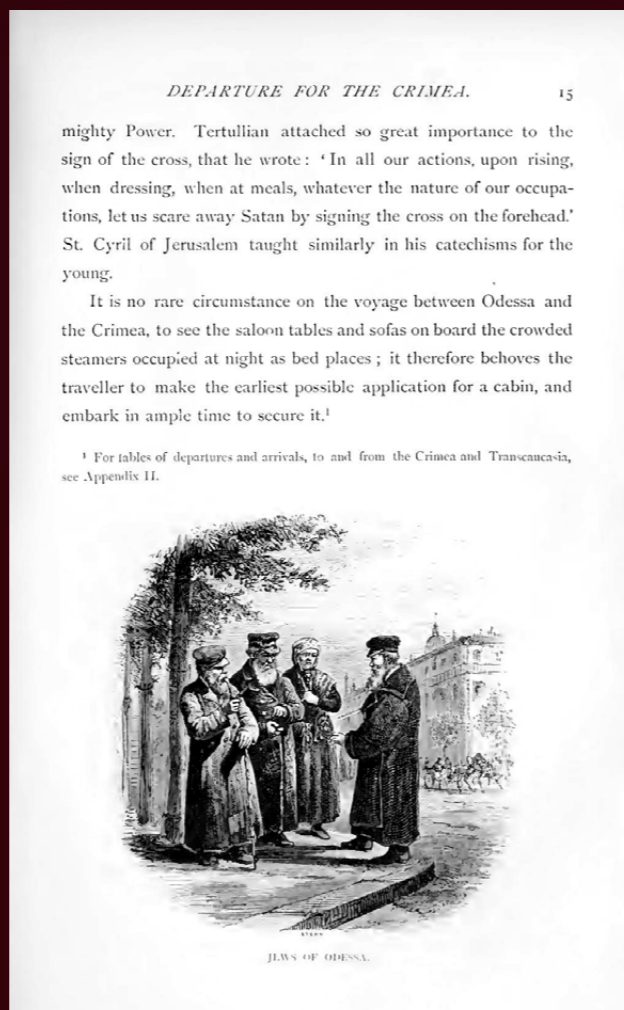 DEPARTURE FOR THE CRIMEA. 15
mighty Power. Tertullian attached so great importance to the
sign of the cross, that he wrote: ‘In all our actions, upon rising,
when dressing, when at meals, whatever the nature of our occupa-
tions, let us scare away Satan by signing the cross on the forehead.’
St. Cyril of Jerusalem taught similarly in his catechisms for the
young.
It is no rare circumstance on the voyage between Odessa and
the Crimea, to see the saloon tables and sofas on board the crowded
steamers occupied at night as bed places; it therefore behoves the
traveller to make the earliest possible application for a cabin, and
embark in ample time to secure it.¹
¹ For tables of departures and arrivals, to and from the Crimea and Transcaucasia,
see Appendix II.
JEWS OF ODESSA.